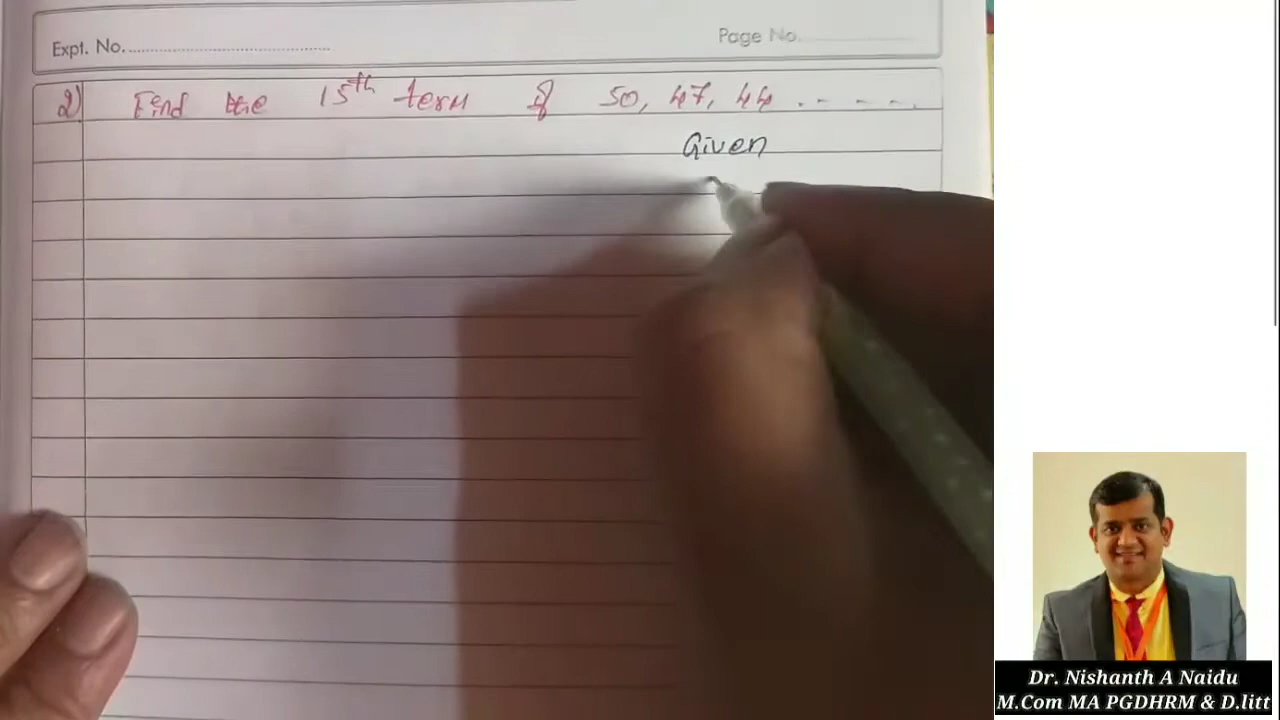 Expt. No.
Page No.
2) Find the 15th term of 50, 47, 44 - - - - -
Given
Dr. Nishanth A Naidu
M.Com MA PGDHRM & D.litt